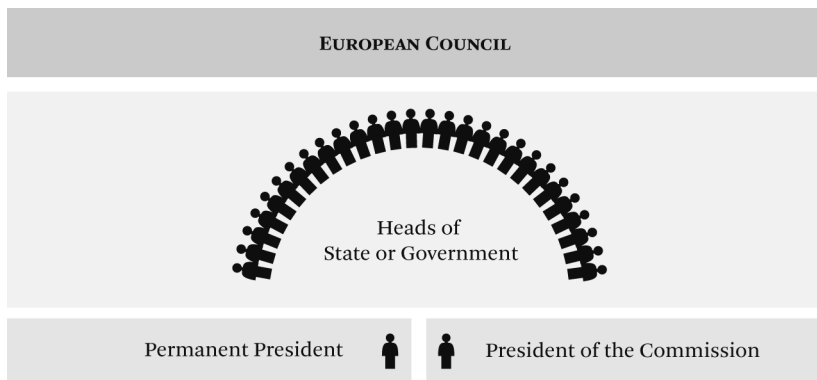 EUROPEAN COUNCIL
Heads of
State or Government
Permanent President
President of the Commission